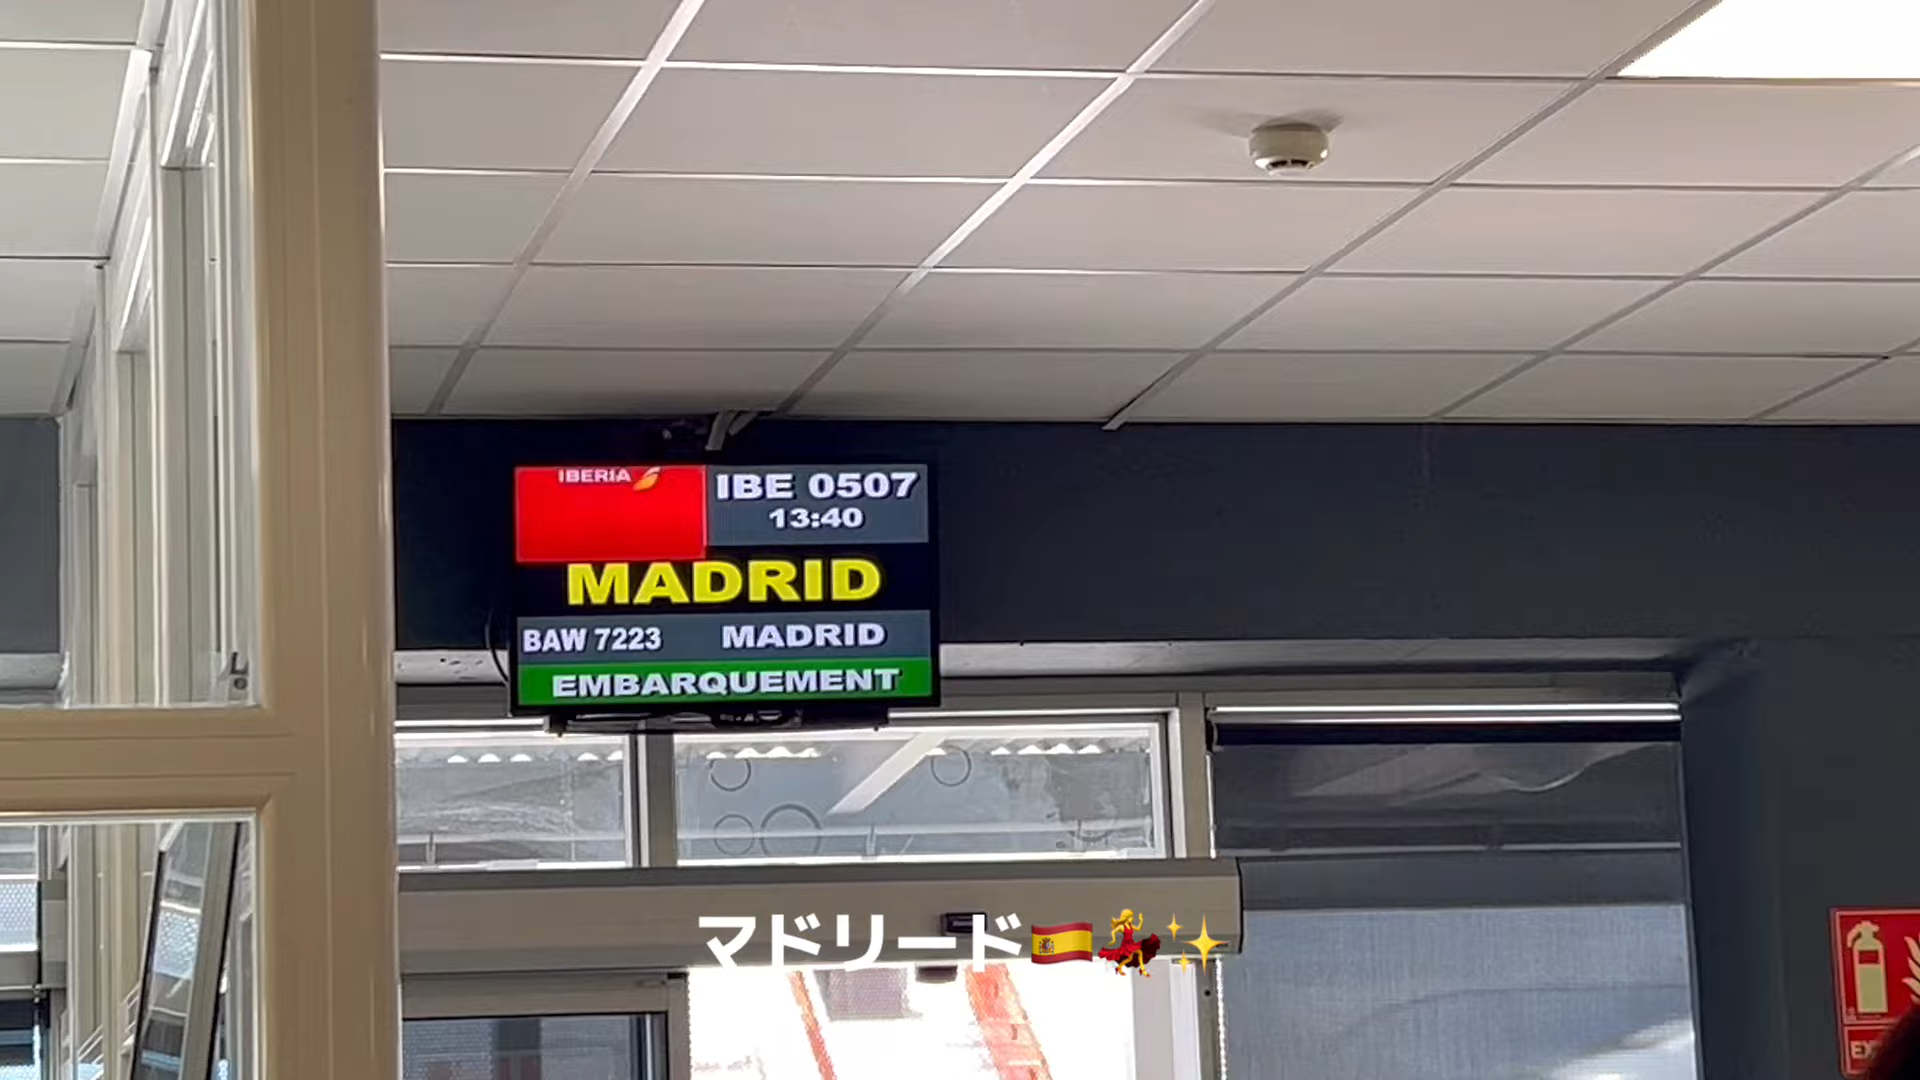 IBERIA
IBE 0507
13:40
MADRID
BAW 7223 MADRID
EMBARQUEMENT
マドリード🇪🇸💃✨